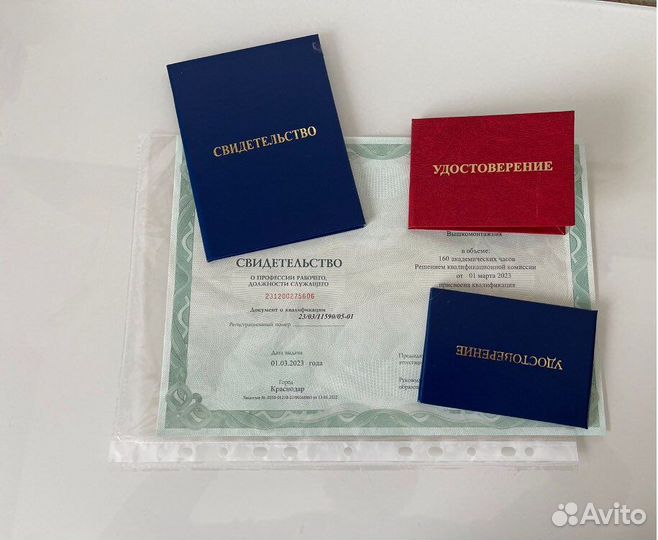 СВИДЕТЕЛЬСТВО
УДОСТОВЕРЕНИЕ
СВИДЕТЕЛЬСТВО
О ПРОФЕССИИ РАБОЧЕГО,
ДОЛЖНОСТИ СЛУЖАЩЕГО
231200275606
Документ о квалификации
23/03/11590/05-01
Регистрационный номер
Дата выдачи
01.03.2023 года
Город
Краснодар
Вышкомонтажник
в объеме:
160 академических часов
Решением квалификационной комиссии
от 01 марта 2023
присвоена квалификация
УДОСТОВЕРЕНИЕ
Avito